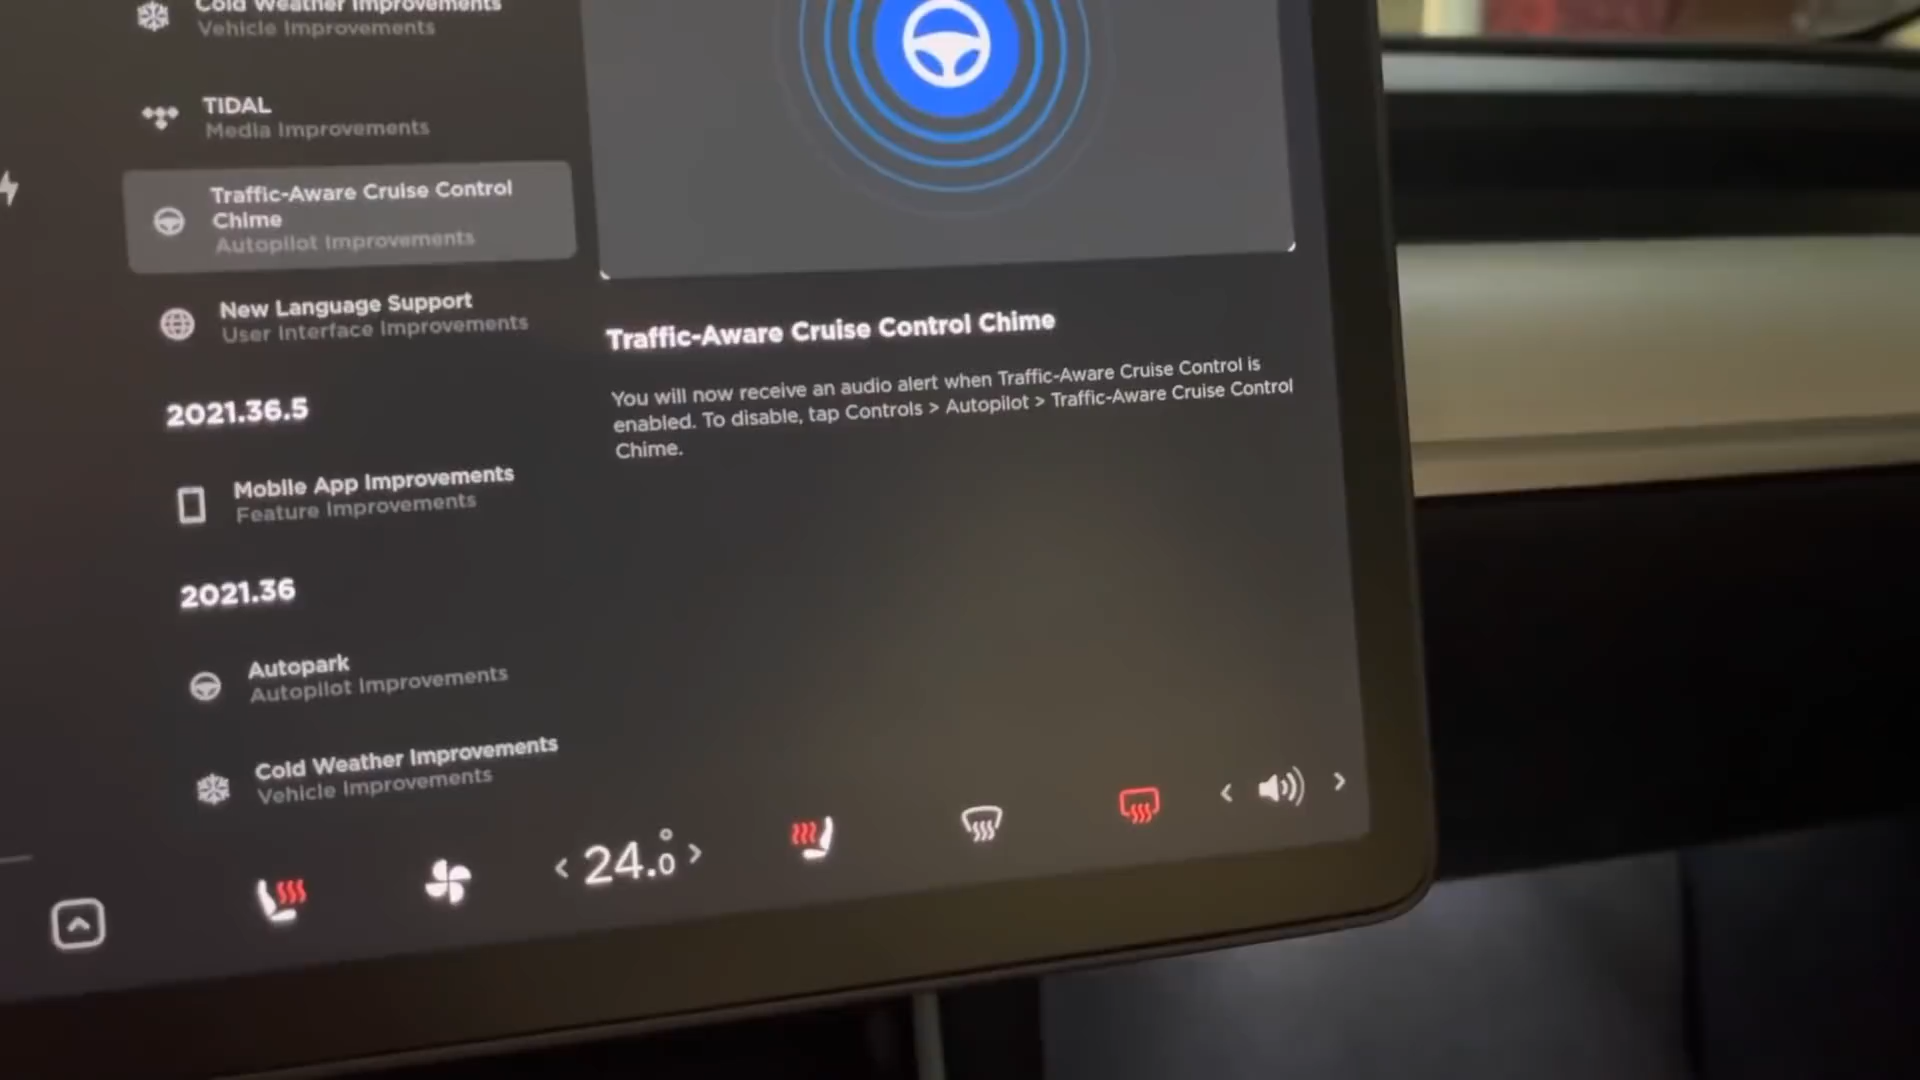 Cold Weather Improvements
Vehicle Improvements
TIDAL
Media Improvements
Traffic-Aware Cruise Control
Chime
Autopilot Improvements
New Language Support
User Interface Improvements
2021.36.5
Mobile App Improvements
Feature Improvements
2021.36
Autopark
Autopilot Improvements
Cold Weather Improvements
Vehicle Improvements
Traffic-Aware Cruise Control Chime
You will now receive an audio alert when Traffic-Aware Cruise Control is
enabled. To disable, tap Controls > Autopilot > Traffic-Aware Cruise Control
Chime.
< 24.0° >
< >